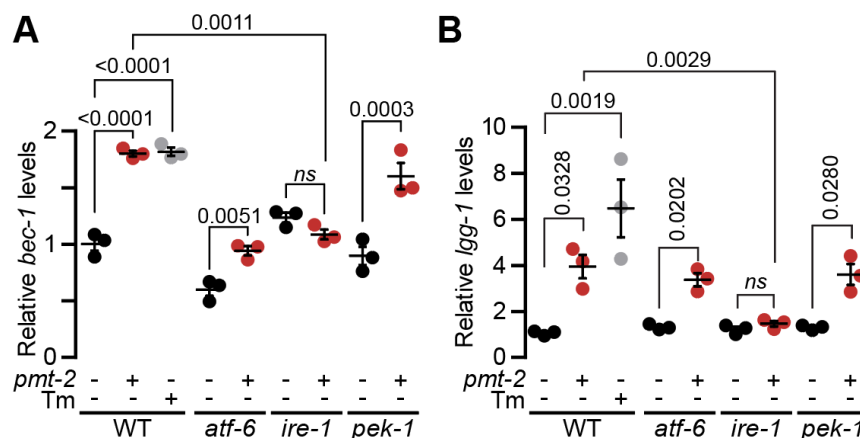 A
B
0.0011
0.0029
<0.0001
0.0019
<0.0001
0.0003
0.0328
0.0202
0.0280
0.0051
ns
ns
Relative bec-1 levels
2
1
0
Relative lgg-1 levels
10
8
6
4
2
0
pmt-2 - + - - + - + - +
Tm - - + - - - - - -
WT atf-6 ire-1 pek-1
pmt-2 - + - - + - + - +
Tm - - + - - - - - -
WT atf-6 ire-1 pek-1